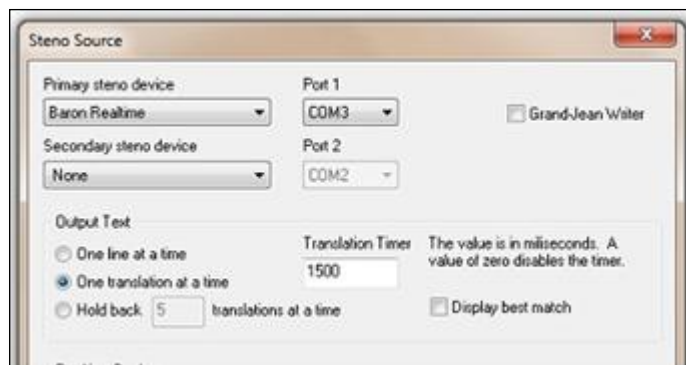 Steno Source
Primary steno device
Port 1
Baron Realtime
COM3
Grand-Jean Writer
Secondary steno device
Port 2
None
COM2
Output Text
One line at a time
Translation Timer
The value is in miliseconds. A
value of zero disables the timer.
1500
One translation at a time
Hold back 5 translations at a time
Display best match